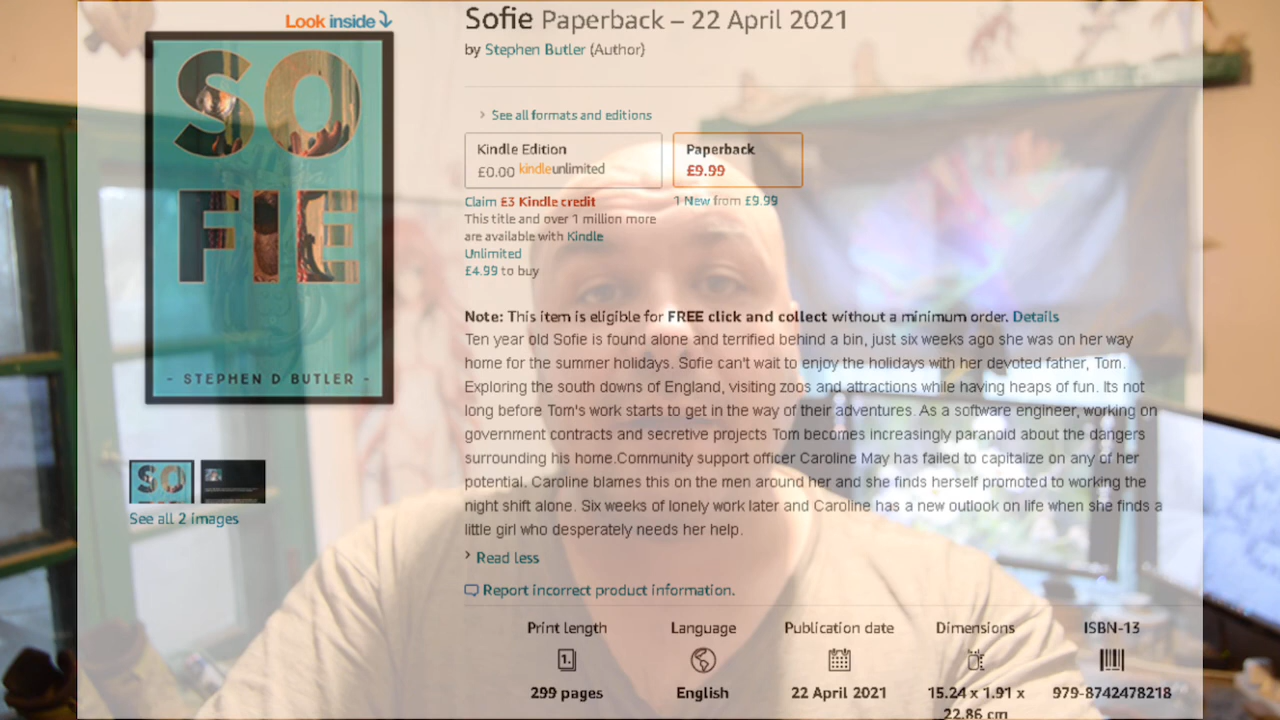 Look inside
SO
FIE
- STEPHEN D BUTLER -
SO
See all 2 images
Sofie Paperback – 22 April 2021
by Stephen Butler (Author)
See all formats and editions
Kindle Edition
£0.00 kindleunlimited
Paperback
£9.99
Claim £3 Kindle credit
This title and over 1 million more
are available with Kindle
Unlimited
£4.99 to buy
1 New from £9.99
Note: This item is eligible for FREE click and collect without a minimum order. Details
Ten year old Sofie is found alone and terrified behind a bin, just six weeks ago she was on her way
home for the summer holidays. Sofie can't wait to enjoy the holidays with her devoted father, Tom.
Exploring the south downs of England, visiting zoos and attractions while having heaps of fun. Its not
long before Tom's work starts to get in the way of their adventures. As a software engineer, working on
government contracts and secretive projects Tom becomes increasingly paranoid about the dangers
surrounding his home.Community support officer Caroline May has failed to capitalize on any of her
potential. Caroline blames this on the men around her and she finds herself promoted to working the
night shift alone. Six weeks of lonely work later and Caroline has a new outlook on life when she finds a
little girl who desperately needs her help.
Read less
Report incorrect product information.
Print length
1.
299 pages
Language
English
Publication date
22 April 2021
Dimensions
15.24 x 1.91 x
22.86 cm
ISBN-13
979-8742478218